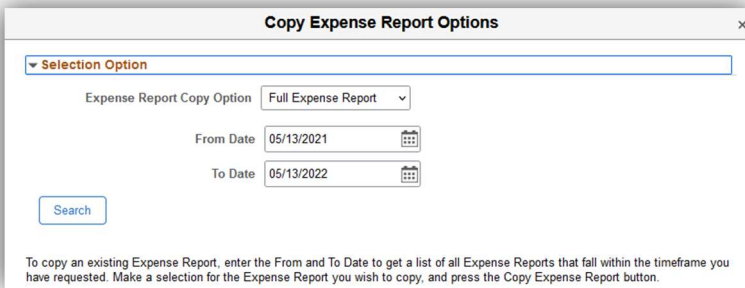 Copy Expense Report Options
×
Selection Option
Expense Report Copy Option Full Expense Report
From Date 05/13/2021
To Date 05/13/2022
Search
To copy an existing Expense Report, enter the From and To Date to get a list of all Expense Reports that fall within the timeframe you
have requested. Make a selection for the Expense Report you wish to copy, and press the Copy Expense Report button.